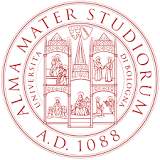 ALMA MATER STUDIORUM
A.D. 1088
UNIVERSITÀ
DI BOLOGNA